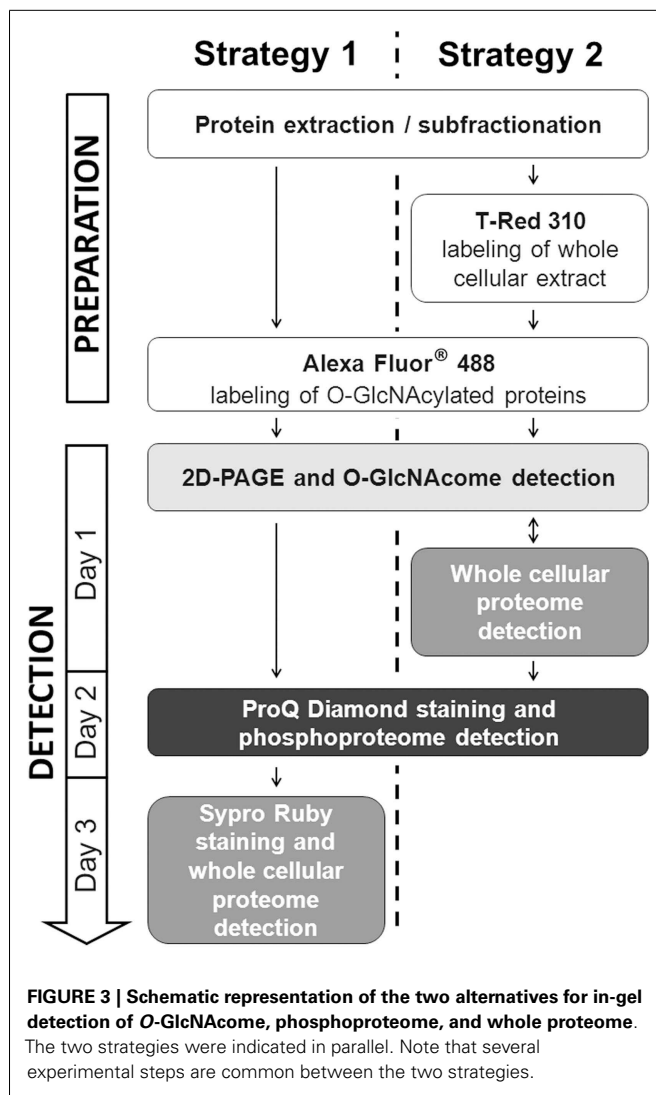 Strategy 1
Strategy 2
PREPARATION
Protein extraction / subfractionation
T-Red 310
labeling of whole
cellular extract
Alexa Fluor® 488
labeling of O-GlcNAcylated proteins
DETECTION
Day 1
2D-PAGE and O-GlcNAcome detection
Whole cellular
proteome
detection
Day 2
ProQ Diamond staining and
phosphoproteome detection
Day 3
Sypro Ruby
staining and
whole cellular
proteome
detection
FIGURE 3 | Schematic representation of the two alternatives for in-gel
detection of O-GlcNAcome, phosphoproteome, and whole proteome.
The two strategies were indicated in parallel. Note that several
experimental steps are common between the two strategies.